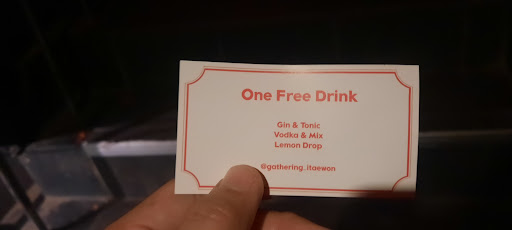 One Free Drink
Gin & Tonic
Vodka & Mix
Lemon Drop
@gathering_itaewon